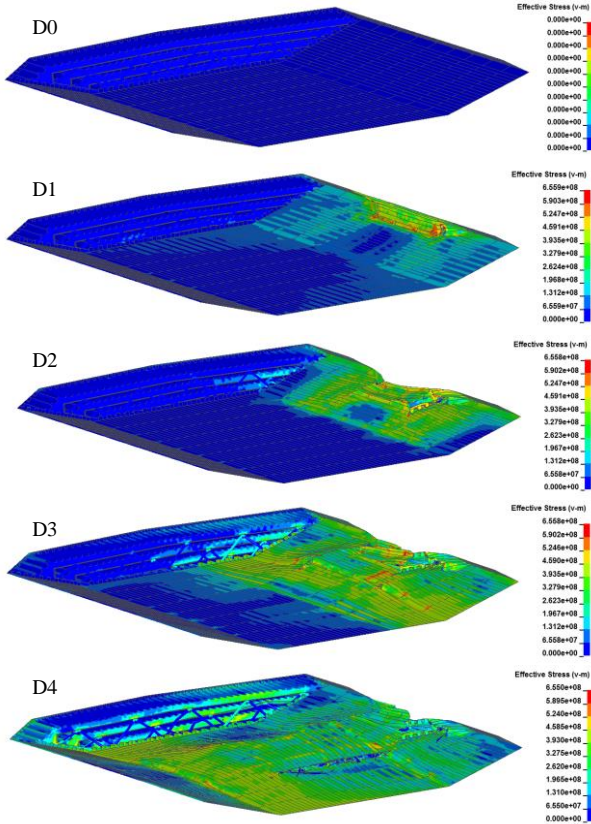 D0
Effective Stress (v-m)
0.000e+00
0.000e+00
0.000e+00
0.000e+00
0.000e+00
0.000e+00
0.000e+00
0.000e+00
0.000e+00
0.000e+00
0.000e+00
D1
Effective Stress (v-m)
6.559e+08
5.903e+08
5.247e+08
4.591e+08
3.935e+08
3.279e+08
2.624e+08
1.968e+08
1.312e+08
6.559e+07
0.000e+00
D2
Effective Stress (v-m)
6.558e+08
5.902e+08
5.247e+08
4.591e+08
3.935e+08
3.279e+08
2.623e+08
1.967e+08
1.312e+08
6.558e+07
0.000e+00
D3
Effective Stress (v-m)
6.558e+08
5.902e+08
5.246e+08
4.590e+08
3.935e+08
3.279e+08
2.623e+08
1.967e+08
1.312e+08
6.558e+07
0.000e+00
D4
Effective Stress (v-m)
6.550e+08
5.895e+08
5.240e+08
4.585e+08
3.930e+08
3.275e+08
2.620e+08
1.965e+08
1.310e+08
6.550e+07
0.000e+00